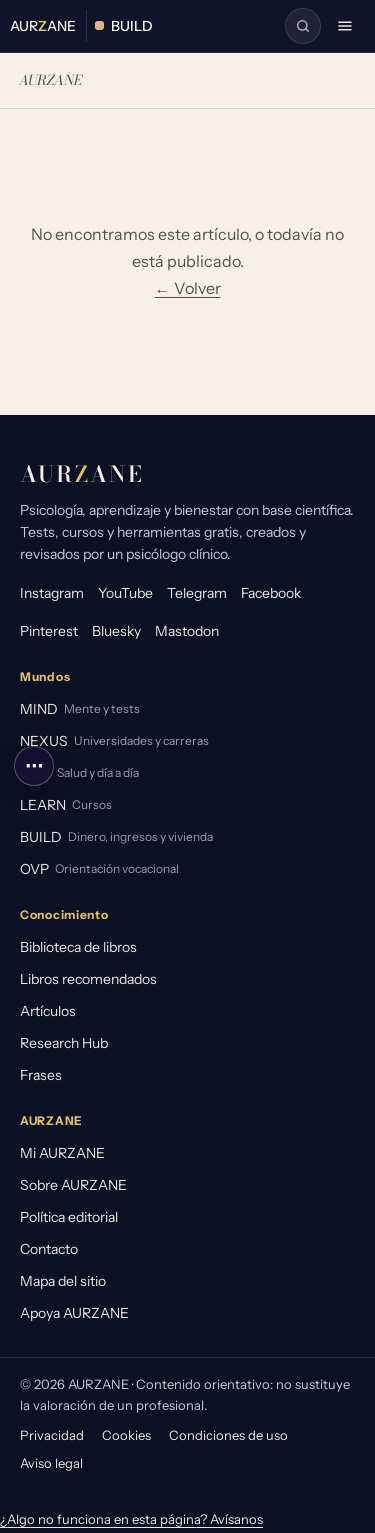 AURZANE BUILD
AURZANE
No encontramos este artículo, o todavía no
está publicado.
← Volver
AURZANE
Psicología, aprendizaje y bienestar con base científica.
Tests, cursos y herramientas gratis, creados y
revisados por un psicólogo clínico.
Instagram YouTube Telegram Facebook
Pinterest Bluesky Mastodon
Mundos
MIND Mente y tests
NEXUS Universidades y carreras
Salud y día a día
LEARN Cursos
BUILD Dinero, ingresos y vivienda
OVP Orientación vocacional
Conocimiento
Biblioteca de libros
Libros recomendados
Artículos
Research Hub
Frases
AURZANE
Mi AURZANE
Sobre AURZANE
Política editorial
Contacto
Mapa del sitio
Apoya AURZANE
© 2026 AURZANE · Contenido orientativo: no sustituye
la valoración de un profesional.
Privacidad Cookies Condiciones de uso
Aviso legal
¿Algo no funciona en esta página? Avísanos